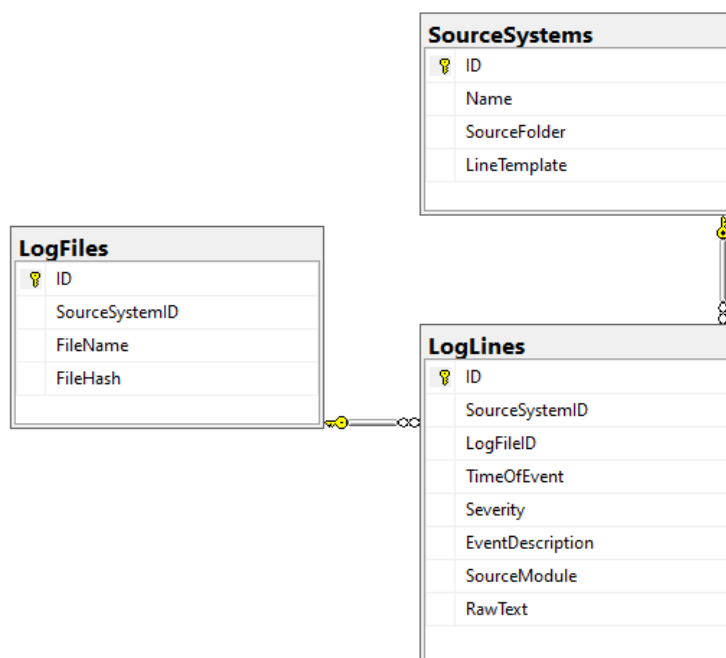 SourceSystems
ID
Name
SourceFolder
LineTemplate
LogFiles
ID
SourceSystemID
FileName
FileHash
LogLines
ID
SourceSystemID
LogFileID
TimeOfEvent
Severity
EventDescription
SourceModule
RawText